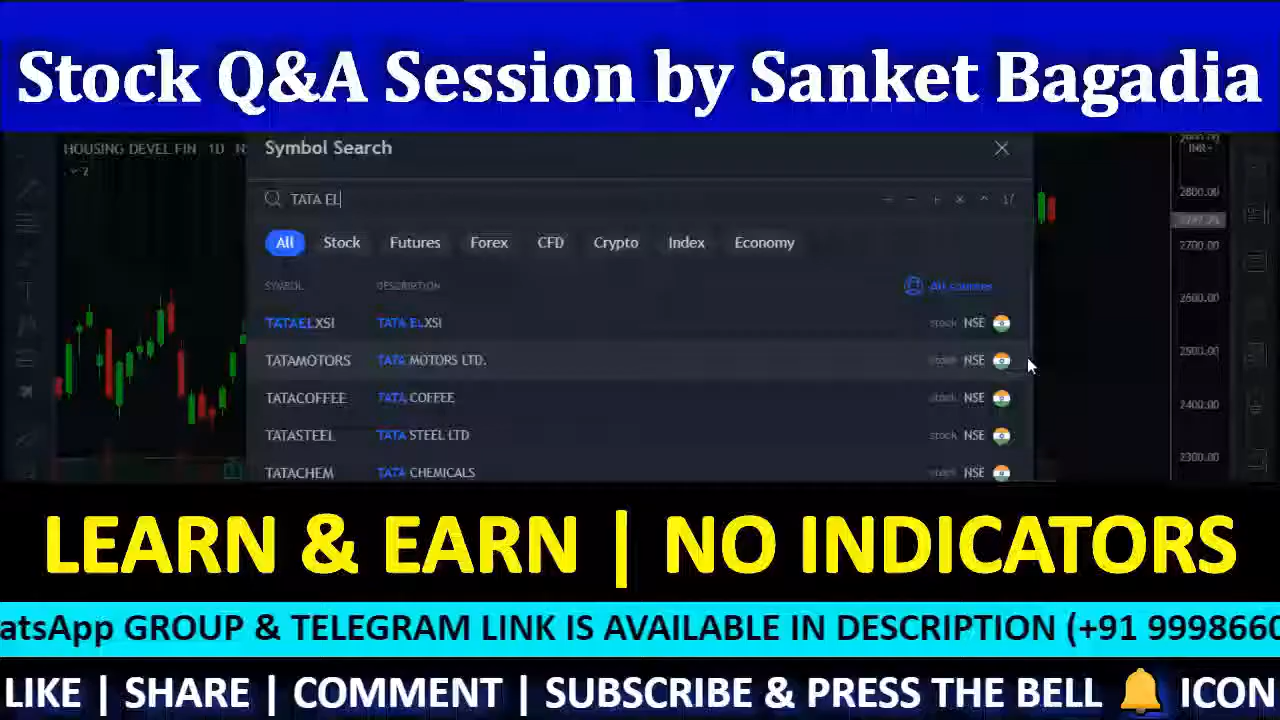 Stock Q&A Session by Sanket Bagadia
HOUSING DEVEL FIN 1D
Symbol Search
INR
TATA EL
2800.00
All Stock Futures Forex CFD Crypto Index Economy
2700.00
SYMBOL DESCRIPTION All sources
2600.00
TATAELXSI TATA ELXSI stock NSE
2500.00
TATAMOTORS TATA MOTORS LTD. stock NSE
TATACOFFEE TATA COFFEE stock NSE
2400.00
TATASTEEL TATA STEEL LTD stock NSE
2300.00
TATACHEM TATA CHEMICALS stock NSE
LEARN & EARN | NO INDICATORS
atsApp GROUP & TELEGRAM LINK IS AVAILABLE IN DESCRIPTION (+91 9998660
LIKE | SHARE | COMMENT | SUBSCRIBE & PRESS THE BELL 🔔 ICON